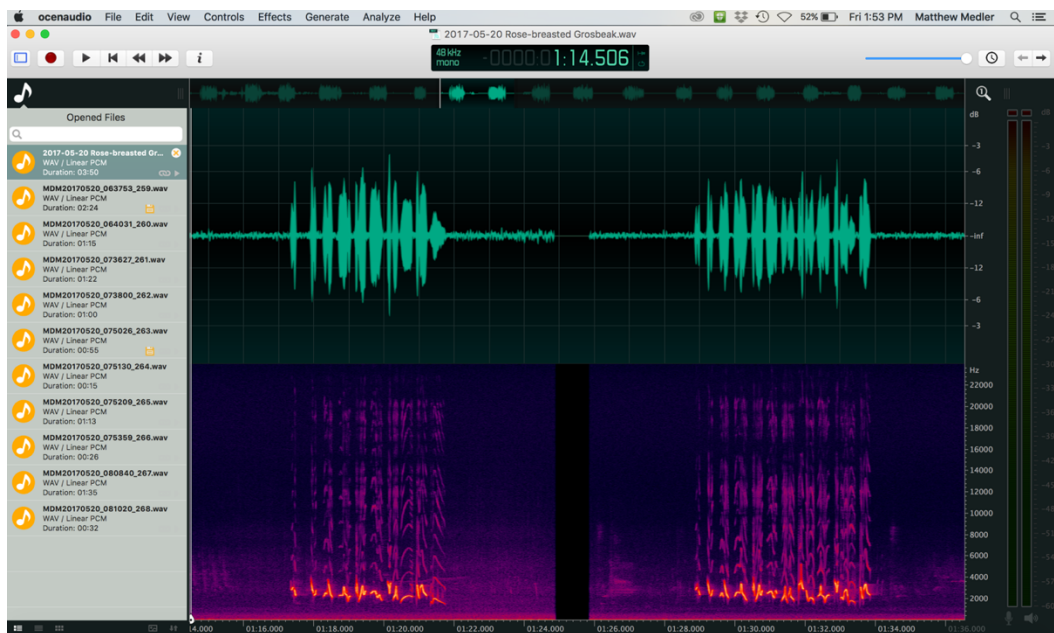 ocenaudio File Edit View Controls Effects Generate Analyze Help 52% Fri 1:53 PM Matthew Medler
2017-05-20 Rose-breasted Grosbeak.wav
48 kHz
mono
-0000:01:14.506
i
Opened Files
2017-05-20 Rose-breasted Gr...
WAV / Linear PCM
Duration: 03:50
MDM20170520_063753_259.wav
WAV / Linear PCM
Duration: 02:24
MDM20170520_064031_260.wav
WAV / Linear PCM
Duration: 01:15
MDM20170520_073627_261.wav
WAV / Linear PCM
Duration: 01:22
MDM20170520_073800_262.wav
WAV / Linear PCM
Duration: 01:00
MDM20170520_075026_263.wav
WAV / Linear PCM
Duration: 00:55
MDM20170520_075130_264.wav
WAV / Linear PCM
Duration: 00:15
MDM20170520_075209_265.wav
WAV / Linear PCM
Duration: 01:13
MDM20170520_075359_266.wav
WAV / Linear PCM
Duration: 00:26
MDM20170520_080840_267.wav
WAV / Linear PCM
Duration: 01:35
MDM20170520_081020_268.wav
WAV / Linear PCM
Duration: 00:32
dB
-3
-6
-12
-inf
-12
-6
-3
Hz
22000
20000
18000
16000
14000
12000
10000
8000
6000
4000
2000
14.000 01:16.000 01:18.000 01:20.000 01:22.000 01:24.000 01:26.000 01:28.000 01:30.000 01:32.000 01:34.000 01:36.000